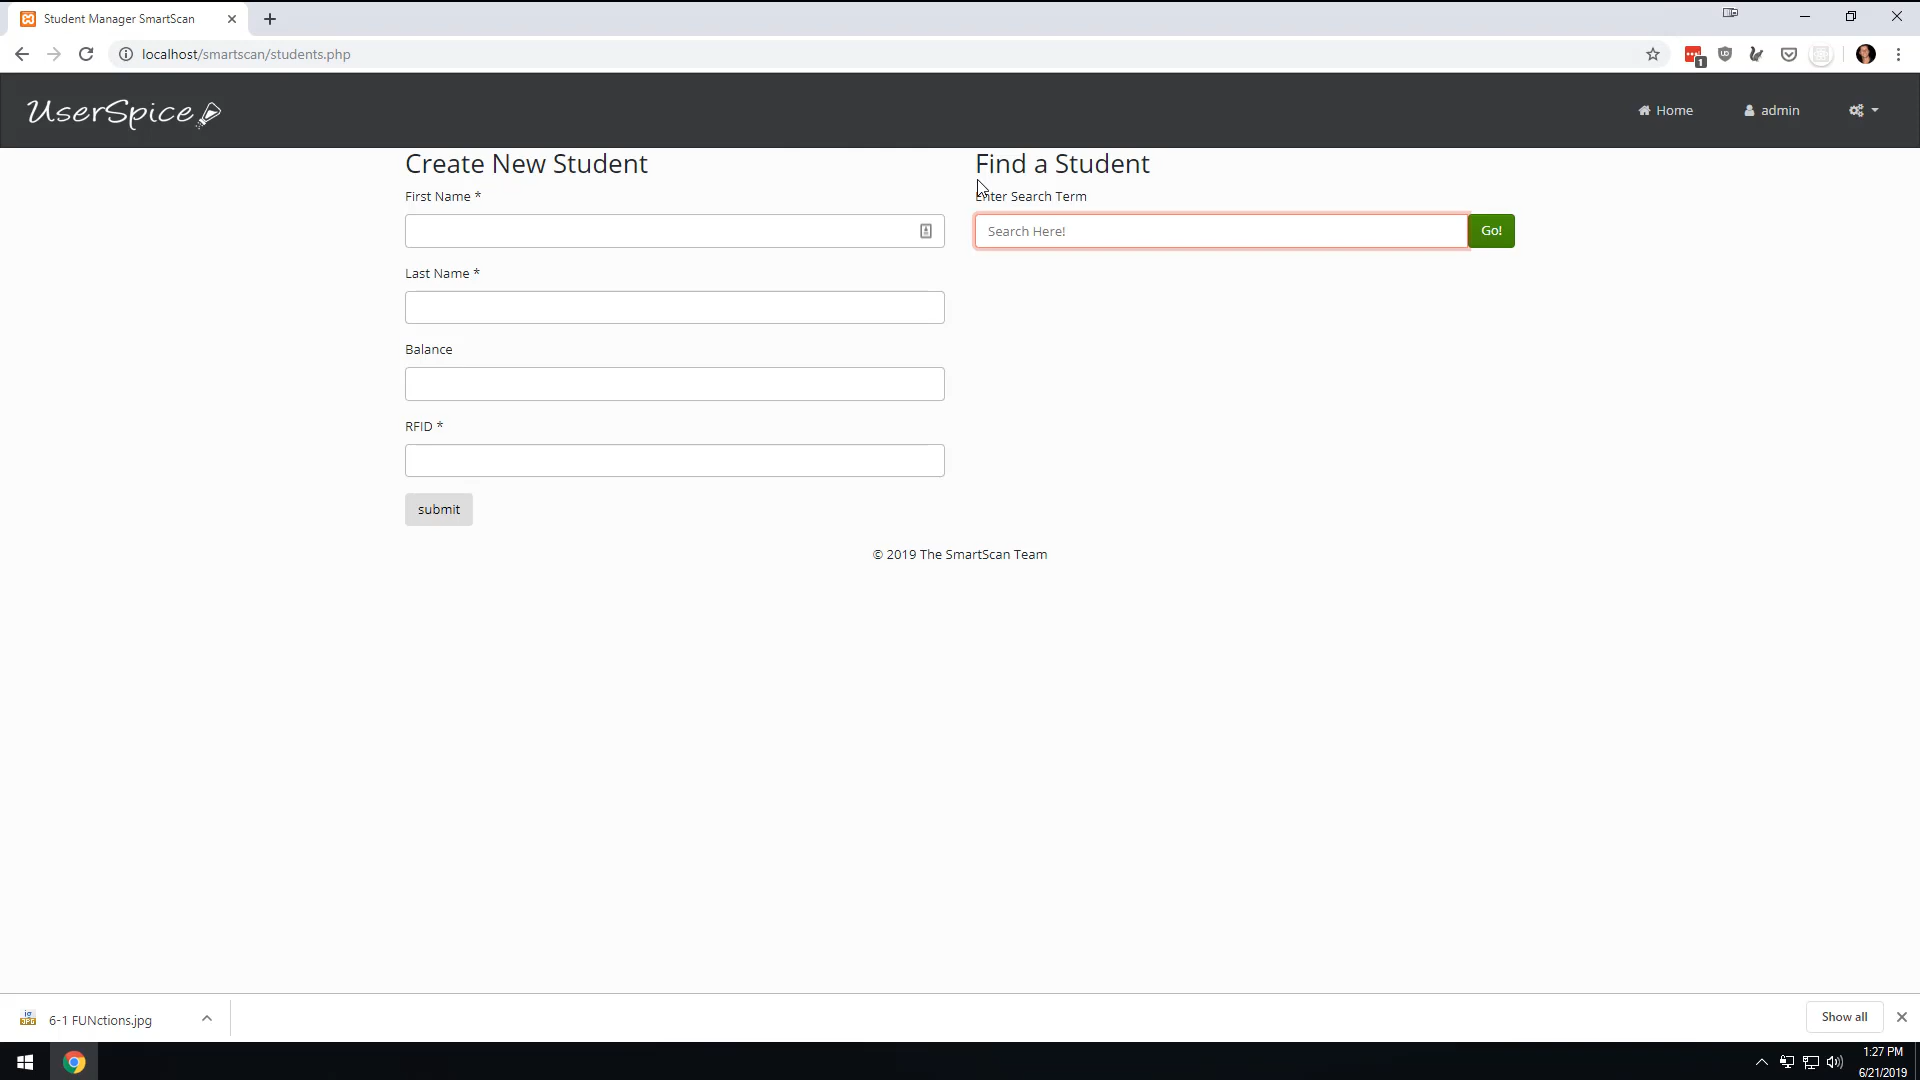 Student Manager SmartScan
localhost/smartscan/students.php
1
UserSpice
Home
admin
Create New Student
First Name *
Last Name *
Balance
RFID *
submit
Find a Student
Enter Search Term
Search Here!
Go!
© 2019 The SmartScan Team
6-1 FUNctions.jpg
Show all
1:27 PM
6/21/2019